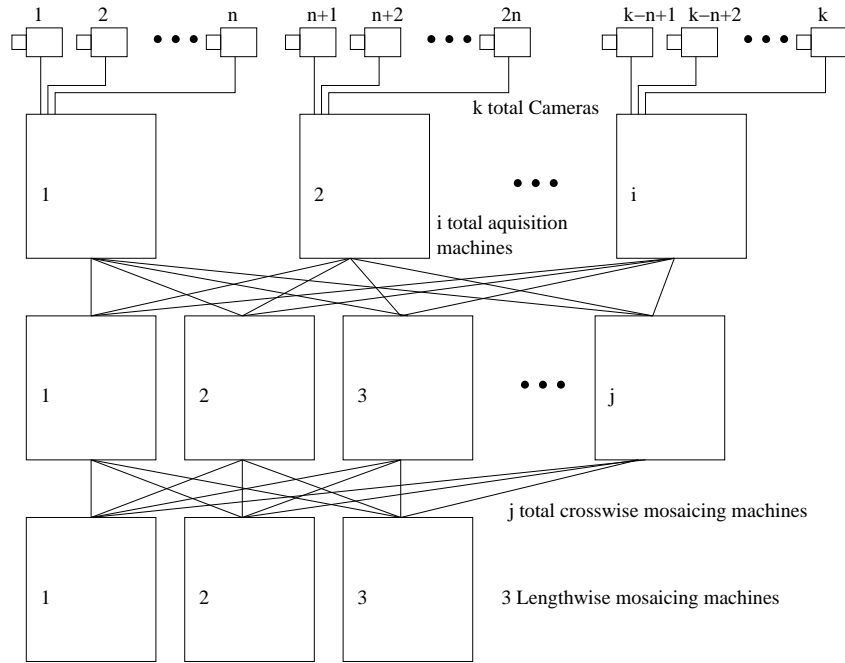 1 2 n n+1 n+2 2n k−n+1 k−n+2 k
k total Cameras
1 2 i
i total aquisition
machines
1 2 3 j
j total crosswise mosaicing machines
1 2 3 3 Lengthwise mosaicing machines